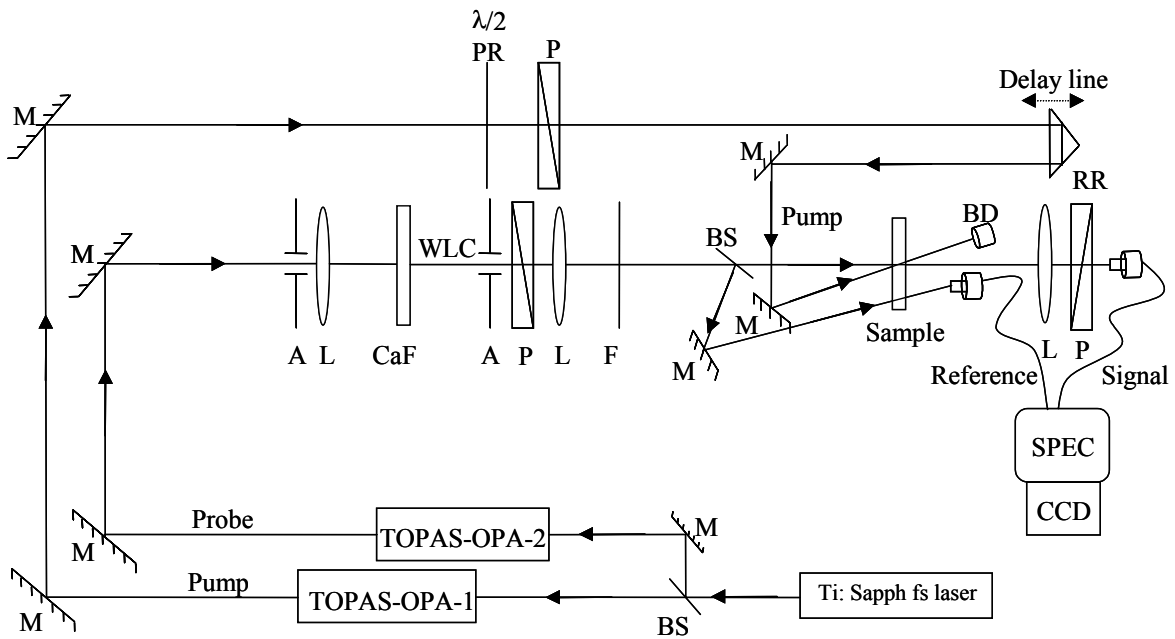 λ/2
PR
P
Delay line
M
M
RR
Pump
BD
BS
M
WLC
M
Sample
A
L
CaF
A
P
L
F
M
L
P
Reference
Signal
SPEC
CCD
Probe
TOPAS-OPA-2
M
M
Pump
TOPAS-OPA-1
Ti: Sapph fs laser
M
BS